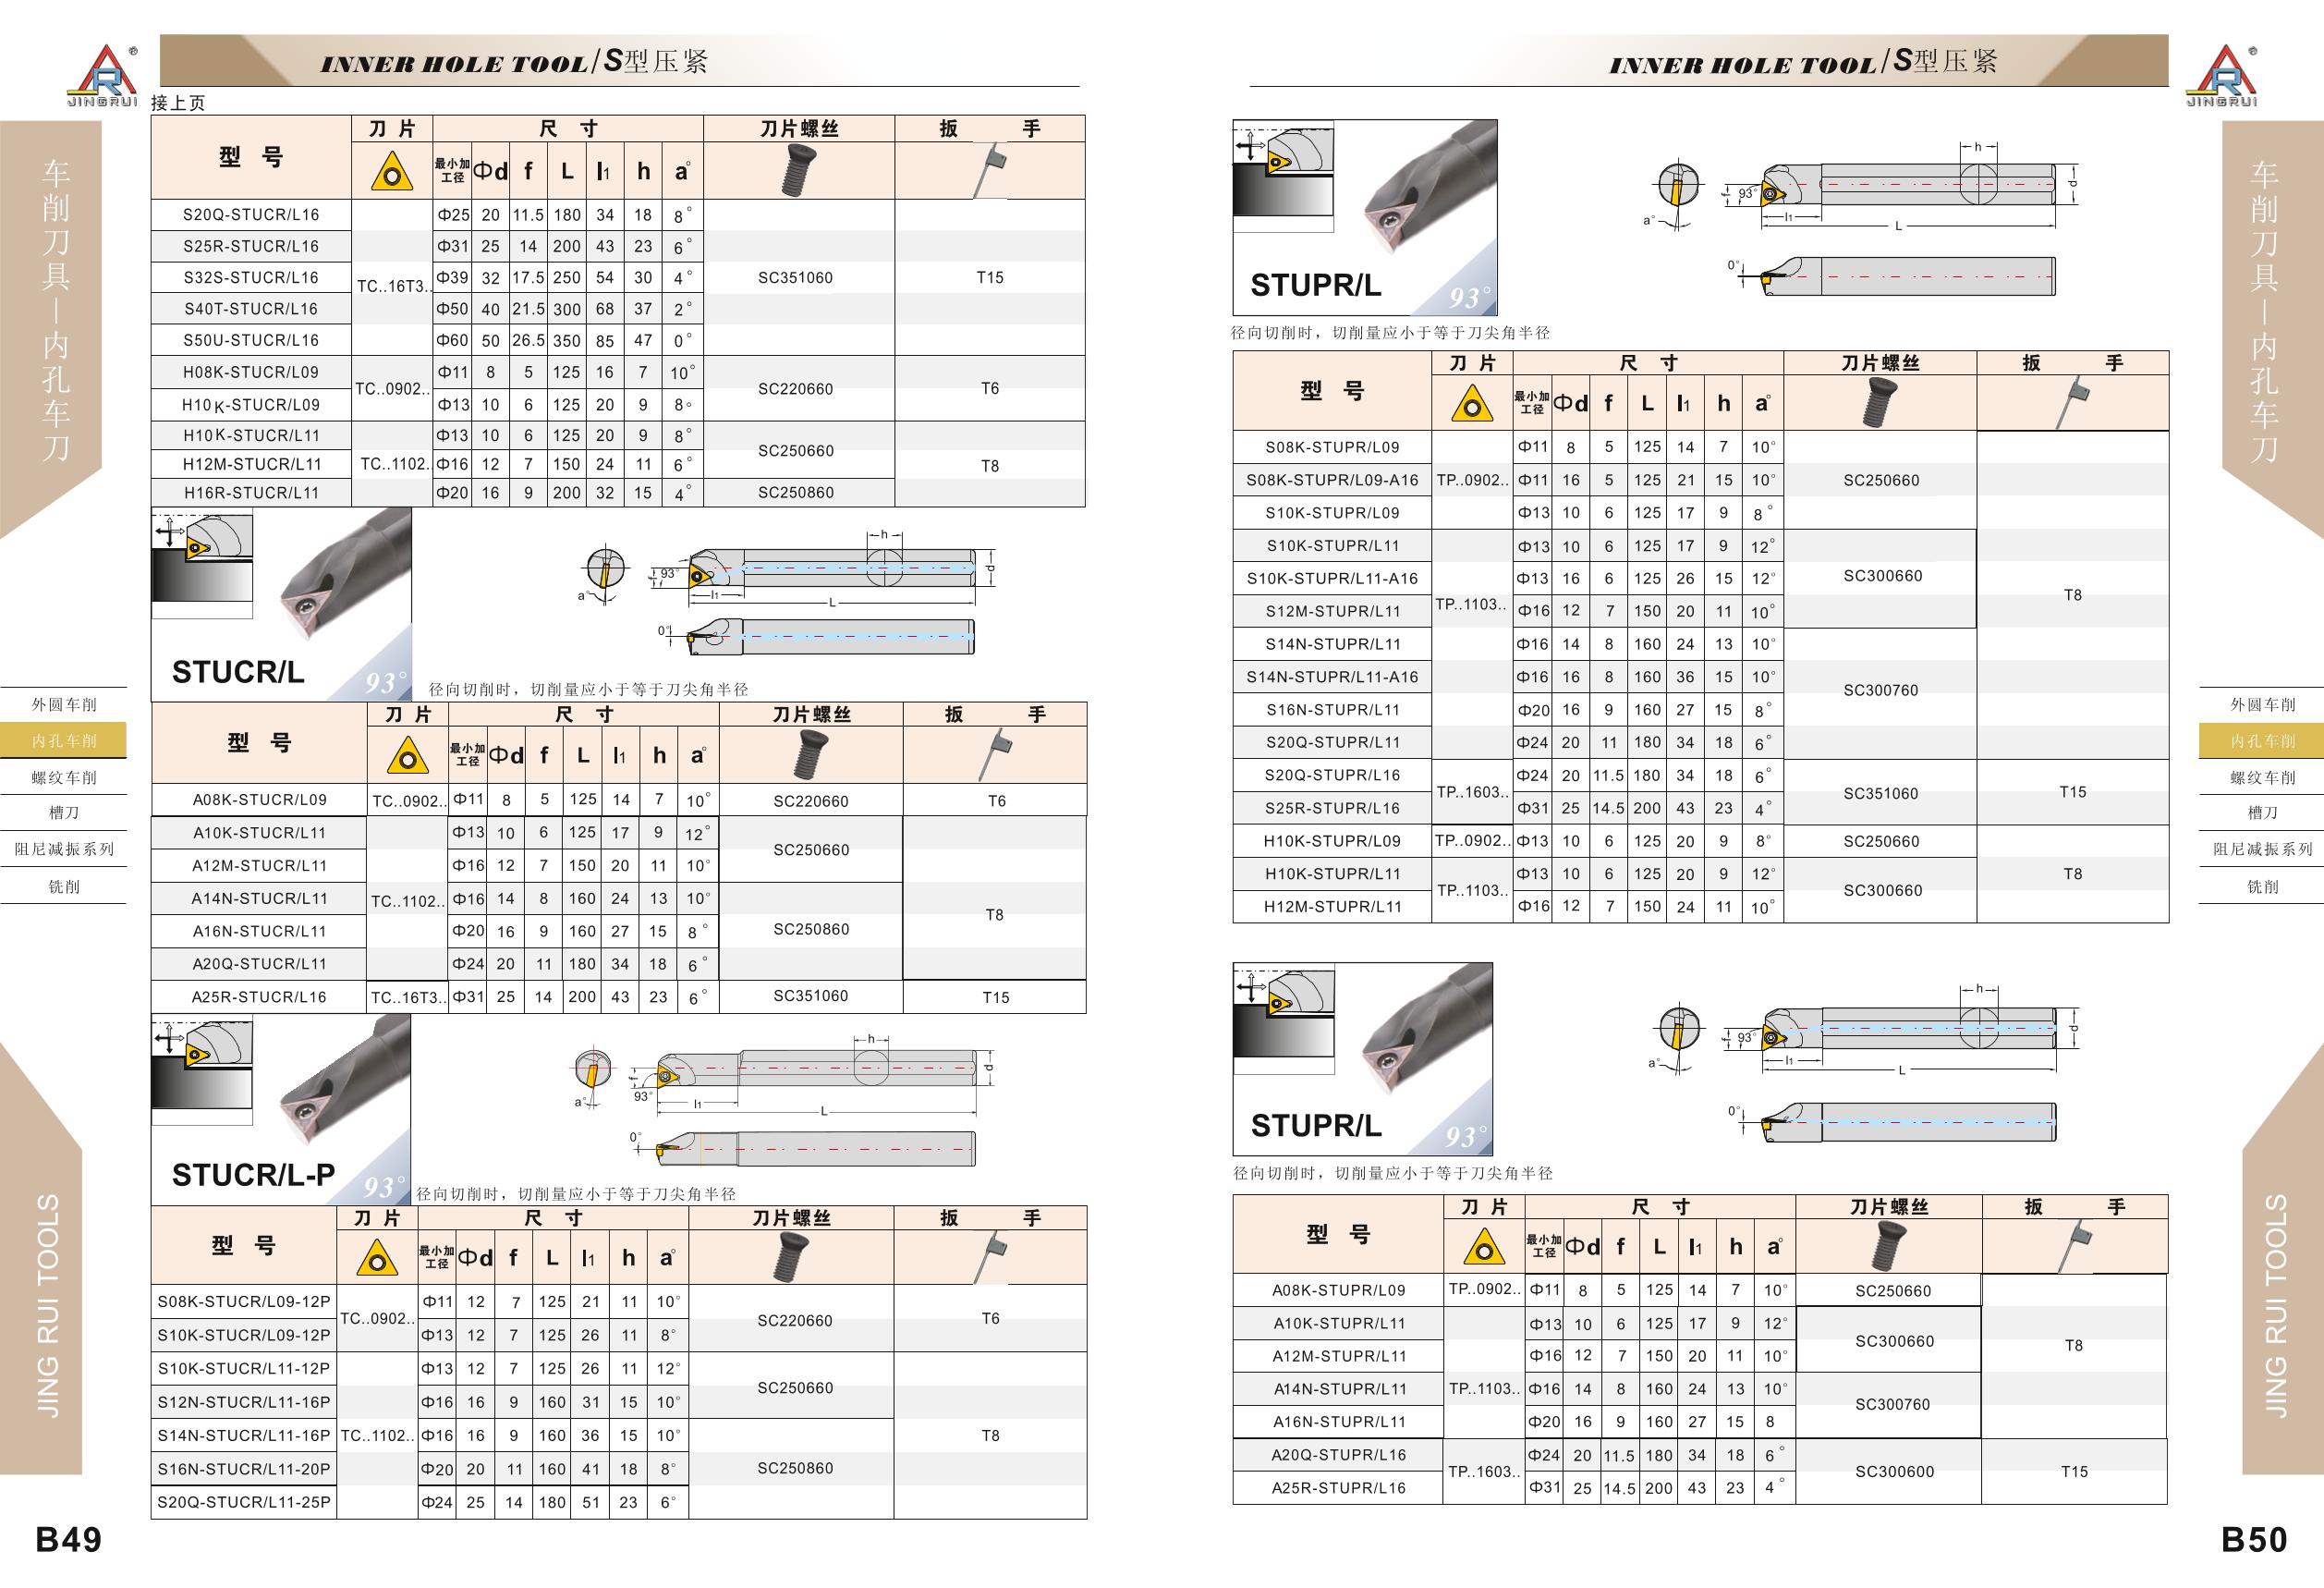 INNER HOLE TOOL/S型压紧
JINGRUI
接上页
车削刀具—内孔车刀
型 号 刀 片 尺 寸 刀片螺丝 扳 手
最小加工径 Φd f L l1 h a°
S20Q-STUCR/L16 TC..16T3.. Φ25 20 11.5 180 34 18 8° SC351060 T15
S25R-STUCR/L16 Φ31 25 14 200 43 23 6°
S32S-STUCR/L16 Φ39 32 17.5 250 54 30 4°
S40T-STUCR/L16 Φ50 40 21.5 300 68 37 2°
S50U-STUCR/L16 Φ60 50 26.5 350 85 47 0°
H08K-STUCR/L09 TC..0902.. Φ11 8 5 125 16 7 10° SC220660 T6
H10K-STUCR/L09 Φ13 10 6 125 20 9 8°
H10K-STUCR/L11 TC..1102.. Φ13 10 6 125 20 9 8° SC250660 T8
H12M-STUCR/L11 Φ16 12 7 150 24 11 6°
H16R-STUCR/L11 Φ20 16 9 200 32 15 4° SC250860
STUCR/L 93°
a° f 93° l1 L h d
0°
径向切削时，切削量应小于等于刀尖角半径
型 号 刀 片 尺 寸 刀片螺丝 扳 手
最小加工径 Φd f L l1 h a°
A08K-STUCR/L09 TC..0902.. Φ11 8 5 125 14 7 10° SC220660 T6
A10K-STUCR/L11 TC..1102.. Φ13 10 6 125 17 9 12° SC250660 T8
A12M-STUCR/L11 Φ16 12 7 150 20 11 10°
A14N-STUCR/L11 Φ16 14 8 160 24 13 10° SC250860
A16N-STUCR/L11 Φ20 16 9 160 27 15 8°
A20Q-STUCR/L11 Φ24 20 11 180 34 18 6°
A25R-STUCR/L16 TC..16T3.. Φ31 25 14 200 43 23 6° SC351060 T15
STUCR/L-P 93°
a° f 93° l1 L h d
0°
径向切削时，切削量应小于等于刀尖角半径
型 号 刀 片 尺 寸 刀片螺丝 扳 手
最小加工径 Φd f L l1 h a°
S08K-STUCR/L09-12P TC..0902.. Φ11 12 7 125 21 11 10° SC220660 T6
S10K-STUCR/L09-12P Φ13 12 7 125 26 11 8°
S10K-STUCR/L11-12P TC..1102.. Φ13 12 7 125 26 11 12° SC250660 T8
S12N-STUCR/L11-16P Φ16 16 9 160 31 15 10°
S14N-STUCR/L11-16P Φ16 16 9 160 36 15 10° SC250860
S16N-STUCR/L11-20P Φ20 20 11 160 41 18 8°
S20Q-STUCR/L11-25P Φ24 25 14 180 51 23 6°
外圆车削
内孔车削
螺纹车削
槽刀
阻尼减振系列
铣削
JING RUI TOOLS
B49
INNER HOLE TOOL/S型压紧
JINGRUI
车削刀具—内孔车刀
STUPR/L 93°
a° f 93° l1 L h d
0°
径向切削时，切削量应小于等于刀尖角半径
型 号 刀 片 尺 寸 刀片螺丝 扳 手
最小加工径 Φd f L l1 h a°
S08K-STUPR/L09 TP..0902.. Φ11 8 5 125 14 7 10° SC250660 T8
S08K-STUPR/L09-A16 Φ11 16 5 125 21 15 10°
S10K-STUPR/L09 Φ13 10 6 125 17 9 8°
S10K-STUPR/L11 TP..1103.. Φ13 10 6 125 17 9 12° SC300660
S10K-STUPR/L11-A16 Φ13 16 6 125 26 15 12°
S12M-STUPR/L11 Φ16 12 7 150 20 11 10°
S14N-STUPR/L11 Φ16 14 8 160 24 13 10° SC300760
S14N-STUPR/L11-A16 Φ16 16 8 160 36 15 10°
S16N-STUPR/L11 Φ20 16 9 160 27 15 8°
S20Q-STUPR/L11 Φ24 20 11 180 34 18 6°
S20Q-STUPR/L16 TP..1603.. Φ24 20 11.5 180 34 18 6° SC351060 T15
S25R-STUPR/L16 Φ31 25 14.5 200 43 23 4°
H10K-STUPR/L09 TP..0902.. Φ13 10 6 125 20 9 8° SC250660 T8
H10K-STUPR/L11 TP..1103.. Φ13 10 6 125 20 9 12° SC300660
H12M-STUPR/L11 Φ16 12 7 150 24 11 10°
STUPR/L 93°
a° f 93° l1 L h d
0°
径向切削时，切削量应小于等于刀尖角半径
型 号 刀 片 尺 寸 刀片螺丝 扳 手
最小加工径 Φd f L l1 h a°
A08K-STUPR/L09 TP..0902.. Φ11 8 5 125 14 7 10° SC250660 T8
A10K-STUPR/L11 TP..1103.. Φ13 10 6 125 17 9 12° SC300660
A12M-STUPR/L11 Φ16 12 7 150 20 11 10°
A14N-STUPR/L11 Φ16 14 8 160 24 13 10° SC300760
A16N-STUPR/L11 Φ20 16 9 160 27 15 8
A20Q-STUPR/L16 TP..1603.. Φ24 20 11.5 180 34 18 6° SC300600 T15
A25R-STUPR/L16 Φ31 25 14.5 200 43 23 4°
外圆车削
内孔车削
螺纹车削
槽刀
阻尼减振系列
铣削
JING RUI TOOLS
B50